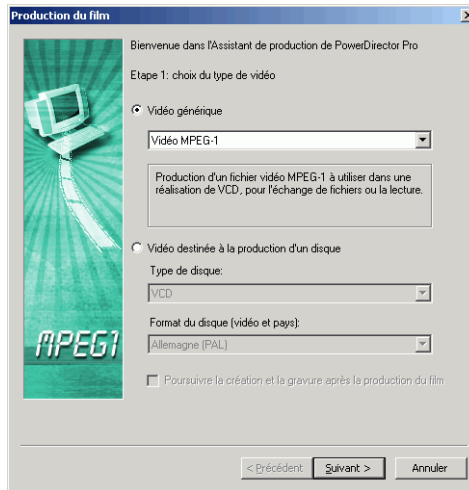 Production du film
Bienvenue dans l'Assistant de production de PowerDirector Pro
Etape 1: choix du type de vidéo
Vidéo générique
Vidéo MPEG-1
Production d'un fichier vidéo MPEG-1 à utiliser dans une
réalisation de VCD, pour l'échange de fichiers ou la lecture.
Vidéo destinée à la production d'un disque
Type de disque:
VCD
Format du disque (vidéo et pays):
Allemagne (PAL)
Poursuivre la création et la gravure après la production du film
MPEG1
< Précédent
Suivant >
Annuler